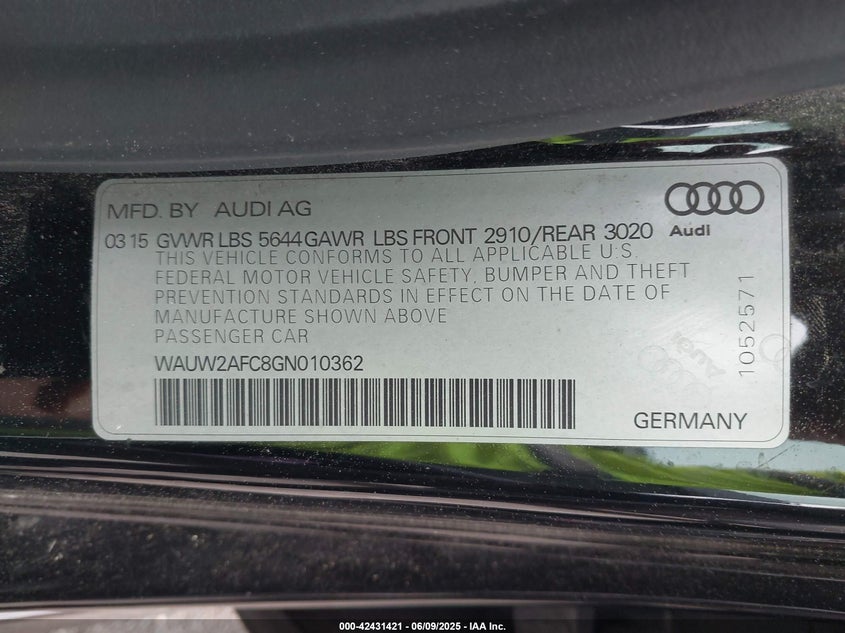 MFD. BY AUDI AG
Audi
03 15 GVWR LBS 5644 GAWR LBS FRONT 2910/REAR 3020
THIS VEHICLE CONFORMS TO ALL APPLICABLE U.S.
FEDERAL MOTOR VEHICLE SAFETY, BUMPER AND THEFT
PREVENTION STANDARDS IN EFFECT ON THE DATE OF
MANUFACTURE SHOWN ABOVE
PASSENGER CAR
WAUW2AFC8GN010362
1052571
Audi
GERMANY
000-42431421 - 06/09/2025 - IAA Inc.